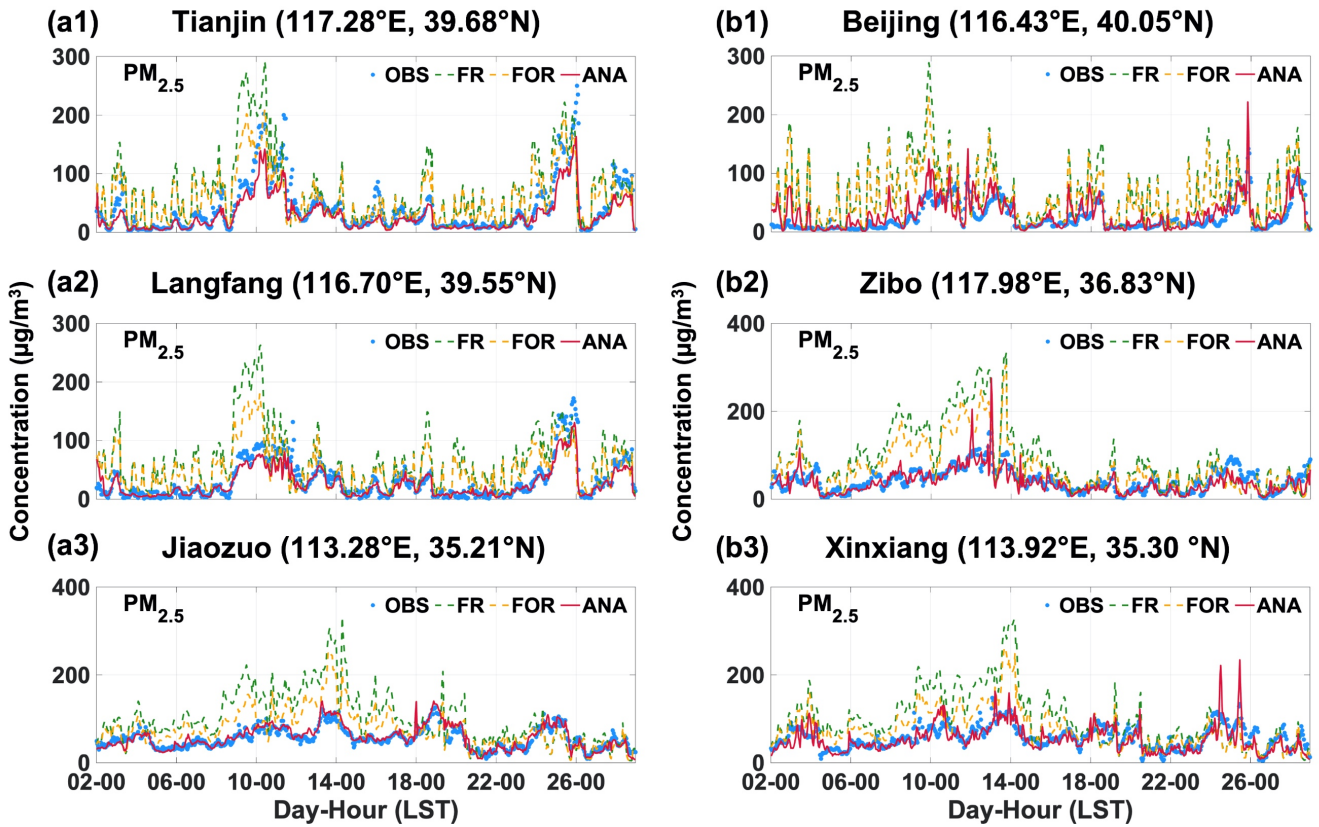 (a1) Tianjin (117.28°E, 39.68°N)
300
200
100
0
PM2.5
OBS FR FOR ANA
(b1) Beijing (116.43°E, 40.05°N)
300
200
100
0
PM2.5
OBS FR FOR ANA
(a2) Langfang (116.70°E, 39.55°N)
300
200
100
0
PM2.5
OBS FR FOR ANA
Concentration (µg/m³)
(b2) Zibo (117.98°E, 36.83°N)
400
200
0
PM2.5
OBS FR FOR ANA
Concentration (µg/m³)
(a3) Jiaozuo (113.28°E, 35.21°N)
400
200
0
PM2.5
OBS FR FOR ANA
02-00 06-00 10-00 14-00 18-00 22-00 26-00
Day-Hour (LST)
(b3) Xinxiang (113.92°E, 35.30 °N)
400
200
0
PM2.5
OBS FR FOR ANA
02-00 06-00 10-00 14-00 18-00 22-00 26-00
Day-Hour (LST)